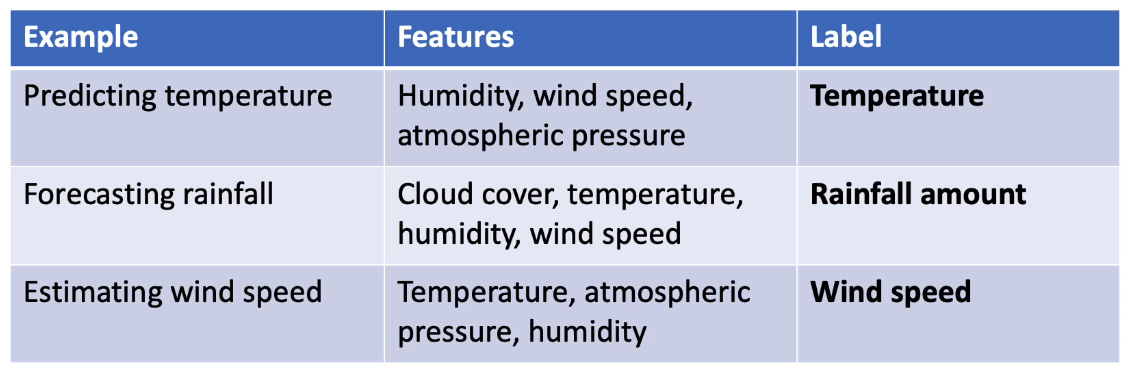 Example Features Label
Predicting temperature Humidity, wind speed, Temperature
atmospheric pressure
Forecasting rainfall Cloud cover, temperature, Rainfall amount
humidity, wind speed
Estimating wind speed Temperature, atmospheric Wind speed
pressure, humidity